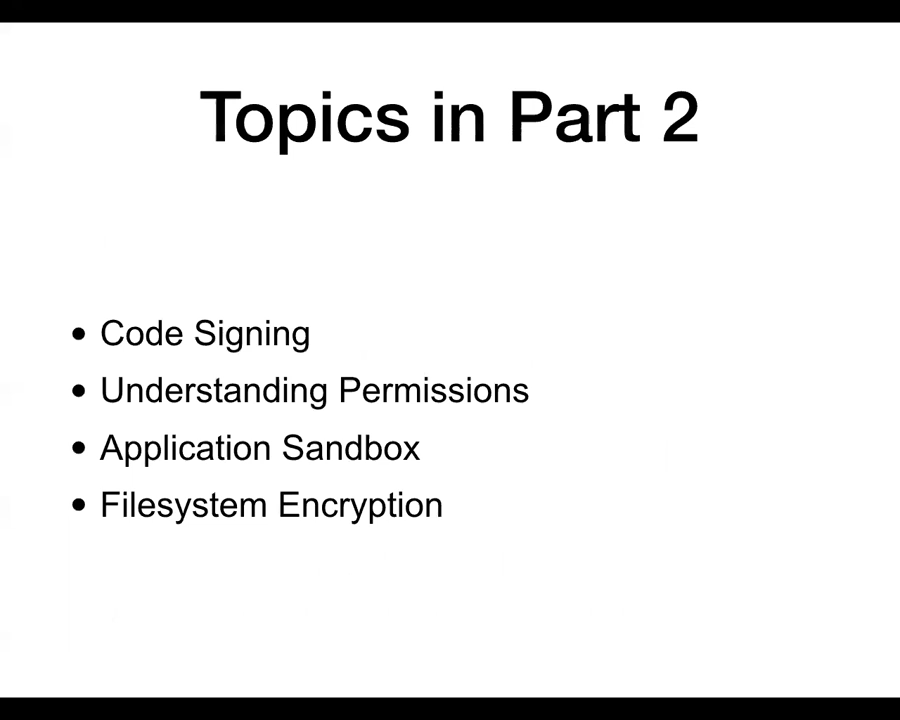 Topics in Part 2
• Code Signing
• Understanding Permissions
• Application Sandbox
• Filesystem Encryption